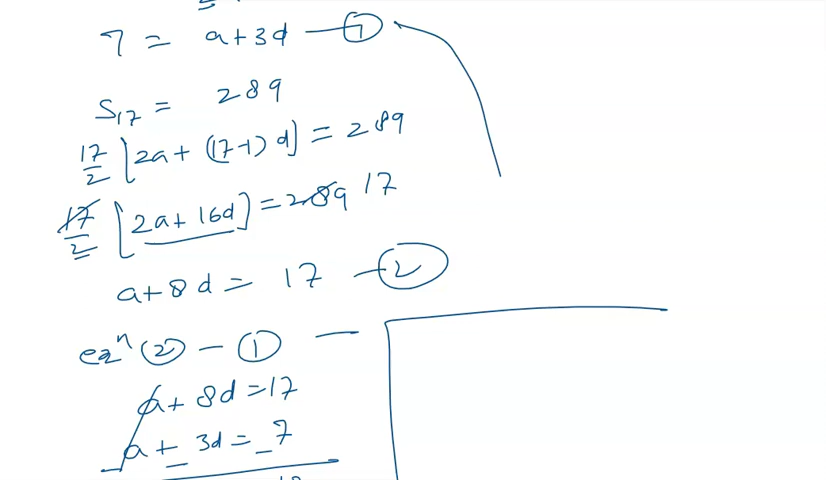 7 = a+3d — ①
S₁₇ = 289
17/2 [2a + (17-1) d] = 289
17/2 [2a + 16d] = 289 17
a+8d = 17 — ②
eqⁿ ② - ① —
a + 8d = 17
a + 3d = 7